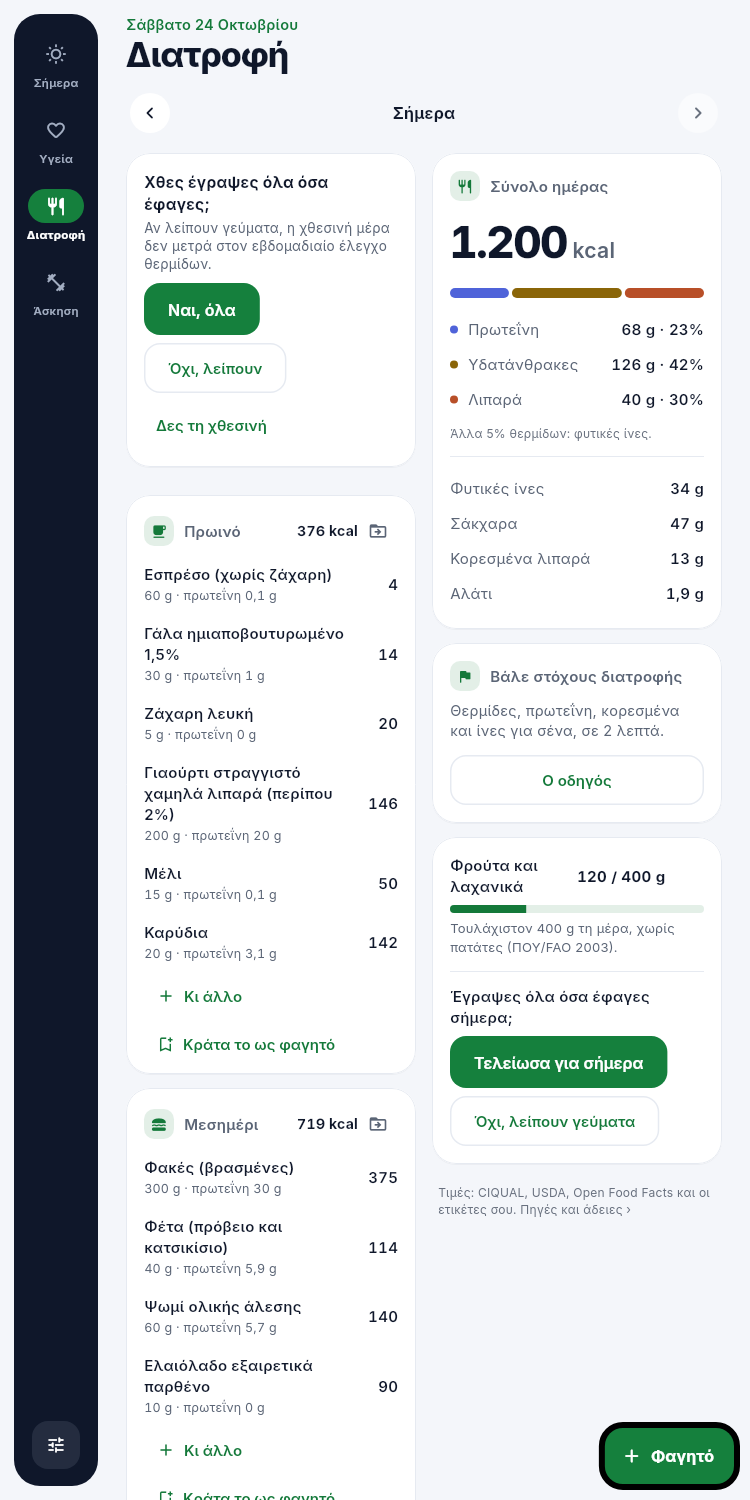 Σήμερα
Υγεία
Διατροφή
Άσκηση
Σάββατο 24 Οκτωβρίου
Διατροφή
Σήμερα
Χθες έγραψες όλα όσα
έφαγες;
Αν λείπουν γεύματα, η χθεσινή μέρα
δεν μετρά στον εβδομαδιαίο έλεγχο
θερμίδων.
Ναι, όλα
Όχι, λείπουν
Δες τη χθεσινή
Πρωινό 376 kcal
Εσπρέσο (χωρίς ζάχαρη) 4
60 g · πρωτεΐνη 0,1 g
Γάλα ημιαποβουτυρωμένο
1,5% 14
30 g · πρωτεΐνη 1 g
Ζάχαρη λευκή 20
5 g · πρωτεΐνη 0 g
Γιαούρτι στραγγιστό
χαμηλά λιπαρά (περίπου
2%) 146
200 g · πρωτεΐνη 20 g
Μέλι 50
15 g · πρωτεΐνη 0,1 g
Καρύδια 142
20 g · πρωτεΐνη 3,1 g
Κι άλλο
Κράτα το ως φαγητό
Μεσημέρι 719 kcal
Φακές (βρασμένες) 375
300 g · πρωτεΐνη 30 g
Φέτα (πρόβειο και
κατσικίσιο) 114
40 g · πρωτεΐνη 5,9 g
Ψωμί ολικής άλεσης 140
60 g · πρωτεΐνη 5,7 g
Ελαιόλαδο εξαιρετικά
παρθένο 90
10 g · πρωτεΐνη 0 g
Κι άλλο
Κράτα το ως φαγητό
Σύνολο ημέρας
1.200 kcal
Πρωτεΐνη 68 g · 23%
Υδατάνθρακες 126 g · 42%
Λιπαρά 40 g · 30%
Άλλα 5% θερμίδων: φυτικές ίνες.
Φυτικές ίνες 34 g
Σάκχαρα 47 g
Κορεσμένα λιπαρά 13 g
Αλάτι 1,9 g
Βάλε στόχους διατροφής
Θερμίδες, πρωτεΐνη, κορεσμένα
και ίνες για σένα, σε 2 λεπτά.
Ο οδηγός
Φρούτα και
λαχανικά 120 / 400 g
Τουλάχιστον 400 g τη μέρα, χωρίς
πατάτες (ΠΟΥ/FAO 2003).
Έγραψες όλα όσα έφαγες
σήμερα;
Τελείωσα για σήμερα
Όχι, λείπουν γεύματα
Τιμές: CIQUAL, USDA, Open Food Facts και οι
ετικέτες σου. Πηγές και άδειες ›
Φαγητό